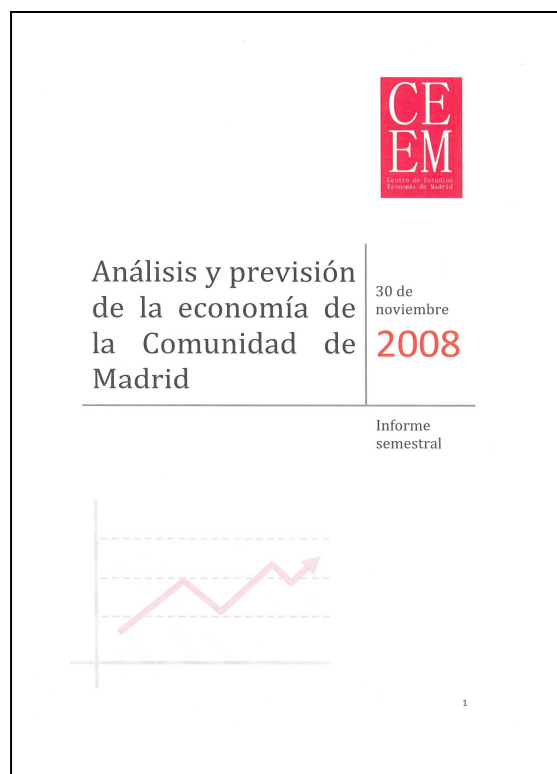 CE
EM
Centro de Estudios
Economía de Madrid
Análisis y previsión
de la economía de
la Comunidad de
Madrid
30 de
noviembre
2008
Informe
semestral
1